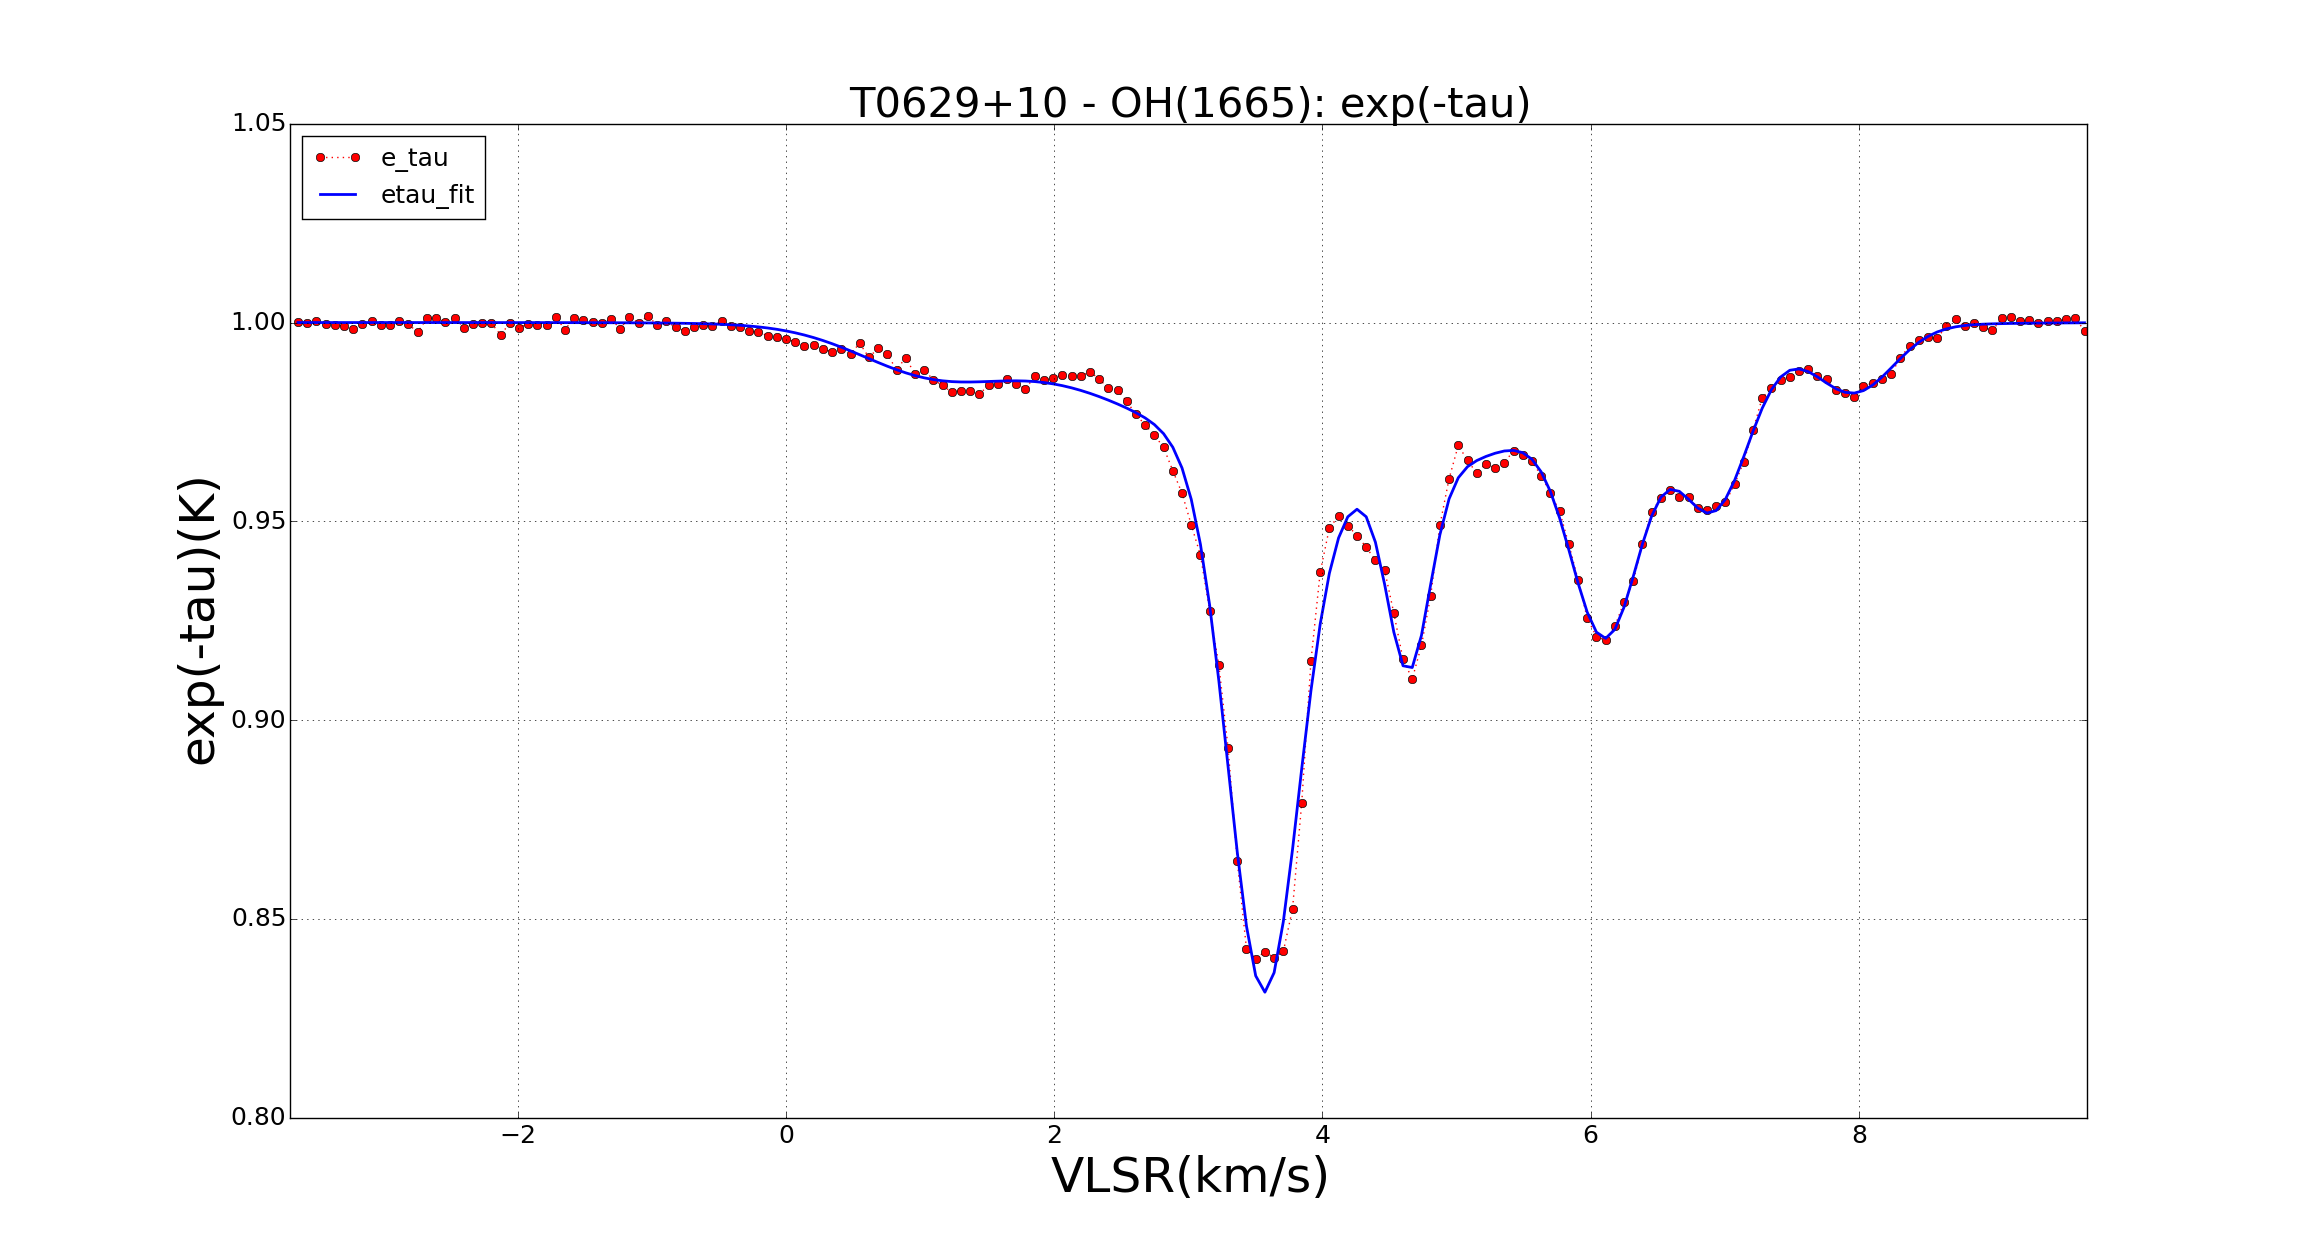 T0629+10 - OH(1665): exp(-tau)
e_tau
etau_fit
exp(-tau)(K)
1.05
1.00
0.95
0.90
0.85
0.80
−2 0 2 4 6 8
VLSR(km/s)